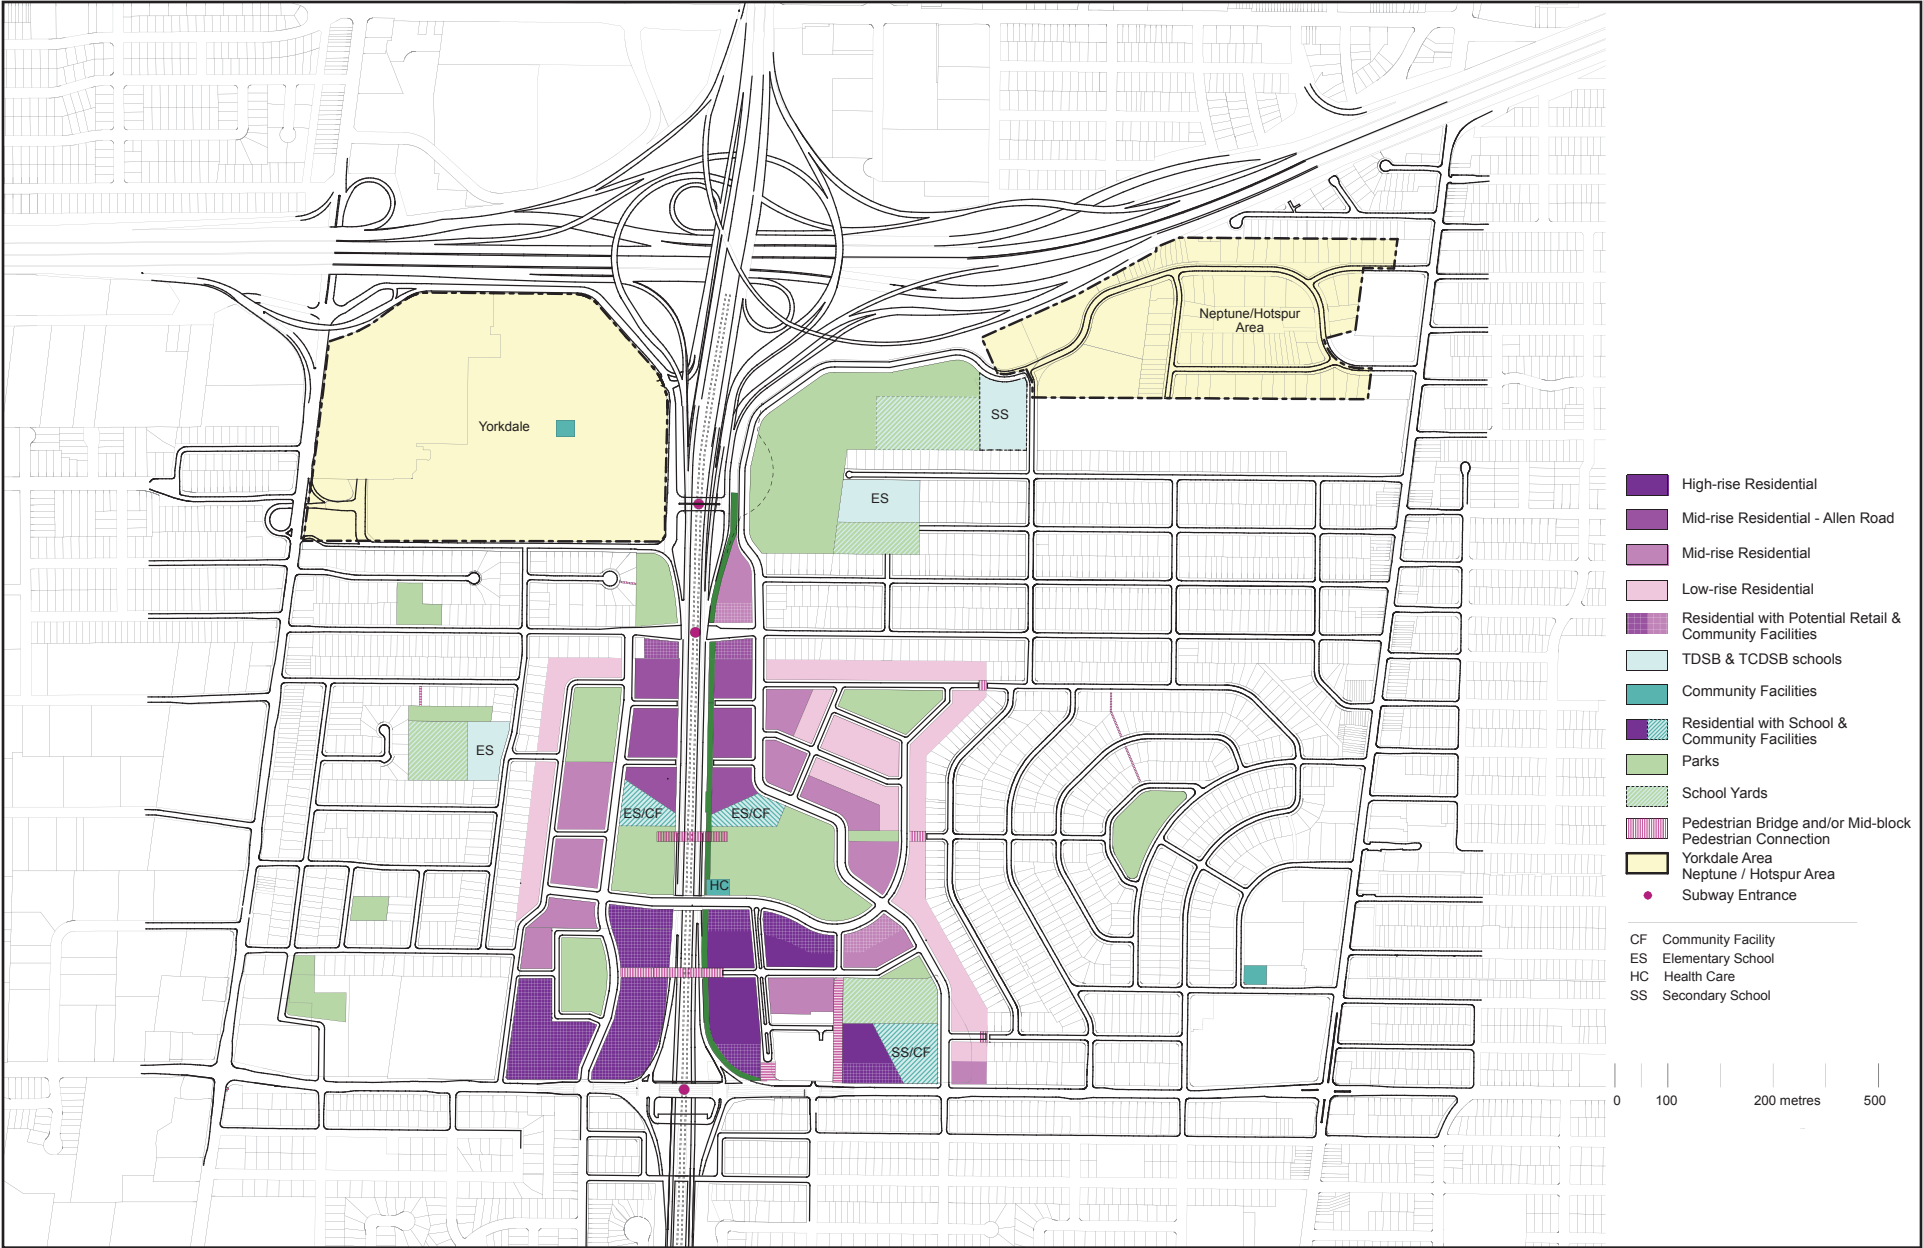 Neptune/Hotspur
Area
Yorkdale
SS
ES
ES
ES/CF
ES/CF
HC
SS/CF
High-rise Residential
Mid-rise Residential - Allen Road
Mid-rise Residential
Low-rise Residential
Residential with Potential Retail &
Community Facilities
TDSB & TCDSB schools
Community Facilities
Residential with School &
Community Facilities
Parks
School Yards
Pedestrian Bridge and/or Mid-block
Pedestrian Connection
Yorkdale Area
Neptune / Hotspur Area
Subway Entrance
CF Community Facility
ES Elementary School
HC Health Care
SS Secondary School
0 100 200 metres 500